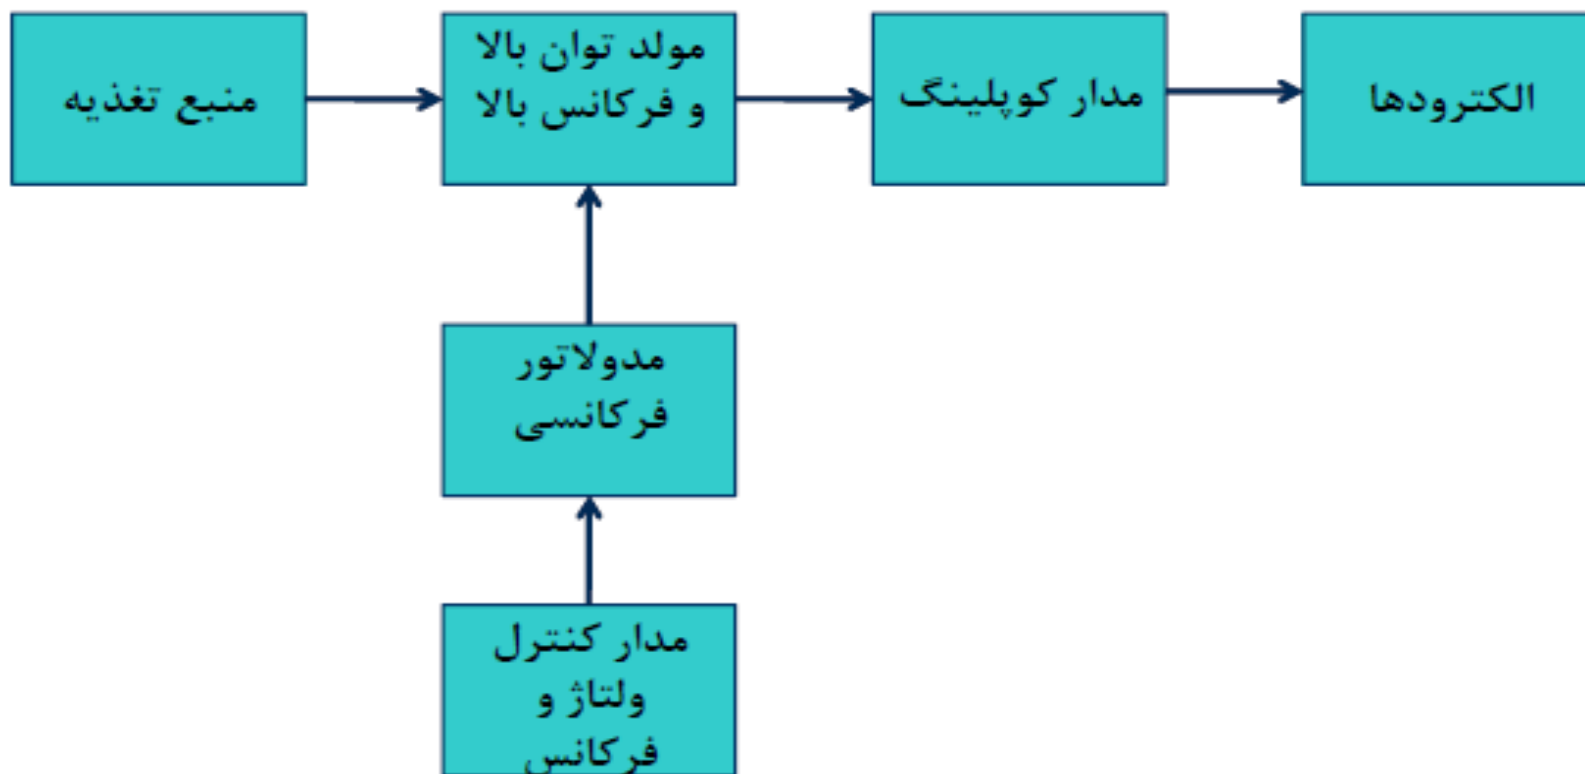 منبع تغذیه
مولد توان بالا
و فرکانس بالا
مدار کوپلینگ
الکترودها
مدولاتور
فرکانسی
مدار کنترل
ولتاژ و
فرکانس